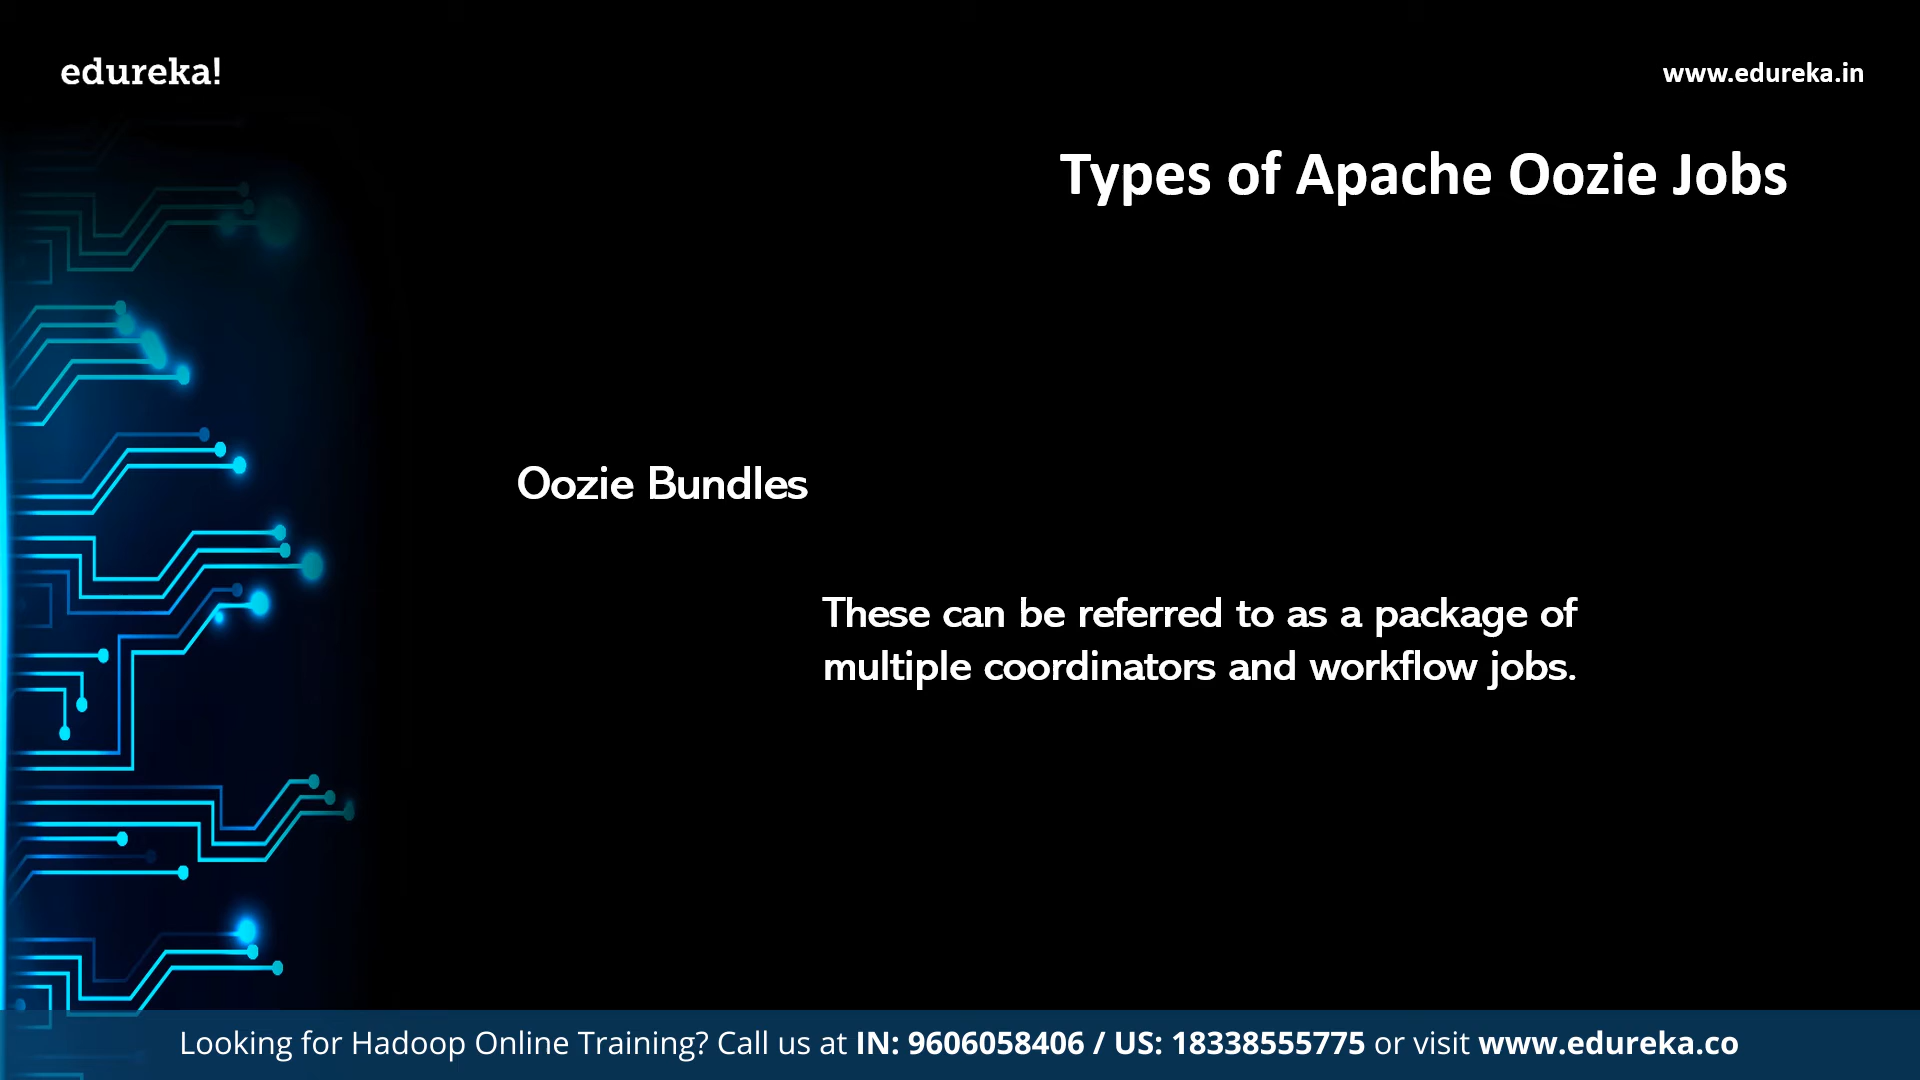 edureka!
www.edureka.in
Types of Apache Oozie Jobs
Oozie Bundles
These can be referred to as a package of
multiple coordinators and workflow jobs.
Looking for Hadoop Online Training? Call us at IN: 9606058406 / US: 18338555775 or visit www.edureka.co